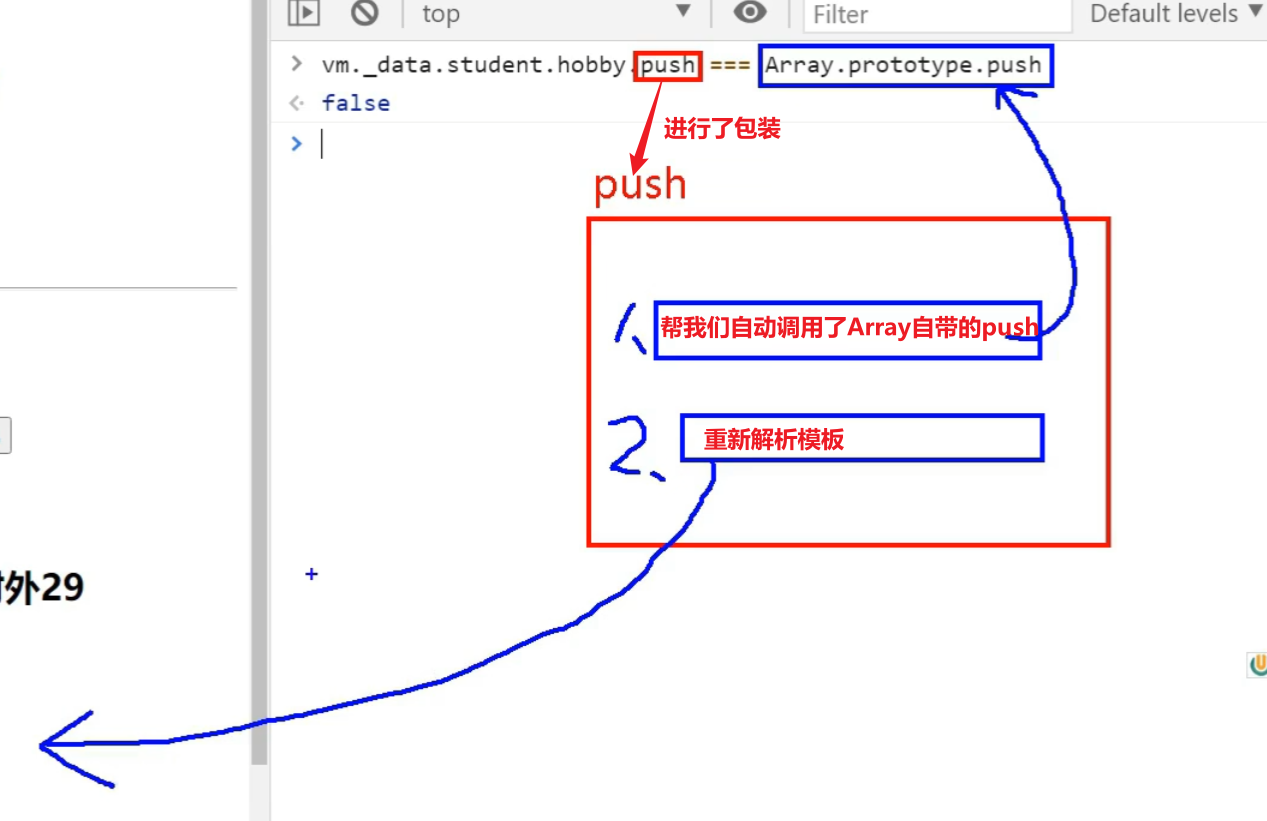 top
Filter
Default levels
> vm._data.student.hobby.push === Array.prototype.push
false
>
进行了包装
push
1、
帮我们自动调用了Array自带的push
2、
重新解析模板
外29